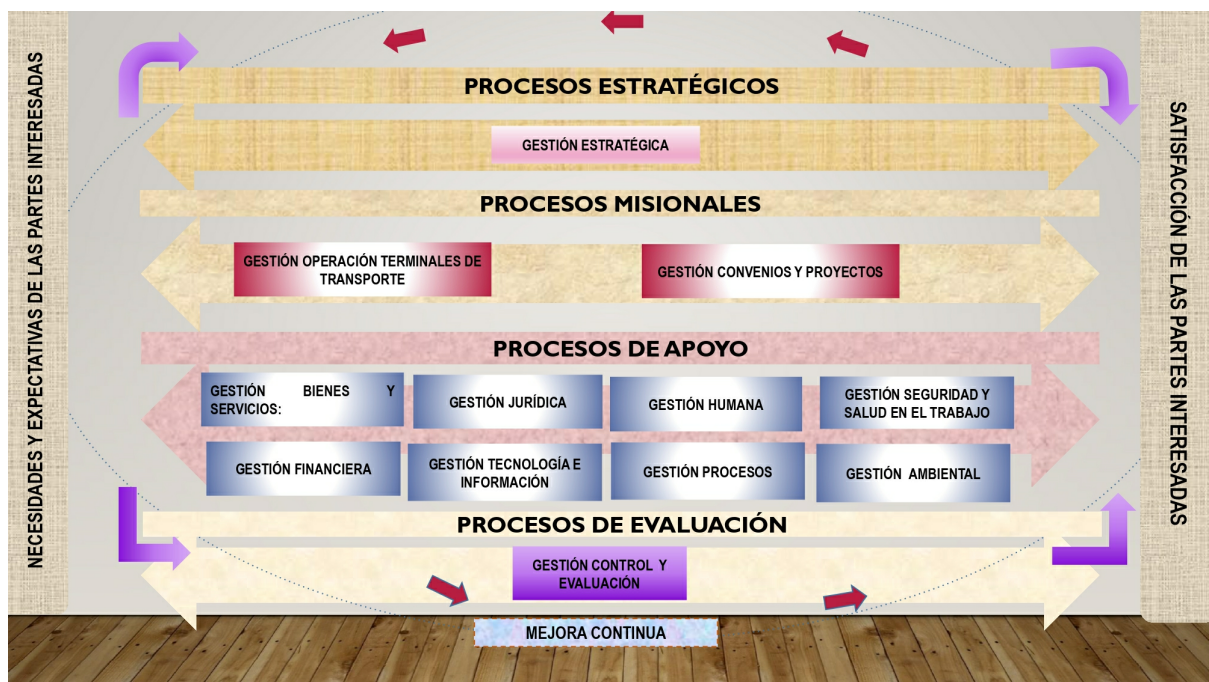 NECESIDADES Y EXPECTATIVAS DE LAS PARTES INTERESADAS
PROCESOS ESTRATÉGICOS
GESTIÓN ESTRATÉGICA
PROCESOS MISIONALES
GESTIÓN OPERACIÓN TERMINALES DE
TRANSPORTE
GESTIÓN CONVENIOS Y PROYECTOS
PROCESOS DE APOYO
GESTIÓN BIENES Y
SERVICIOS:
GESTIÓN JURÍDICA
GESTIÓN HUMANA
GESTIÓN SEGURIDAD Y
SALUD EN EL TRABAJO
GESTIÓN FINANCIERA
GESTIÓN TECNOLOGÍA E
INFORMACIÓN
GESTIÓN PROCESOS
GESTIÓN AMBIENTAL
PROCESOS DE EVALUACIÓN
GESTIÓN CONTROL Y
EVALUACIÓN
MEJORA CONTINUA
SATISFACCIÓN DE LAS PARTES INTERESADAS